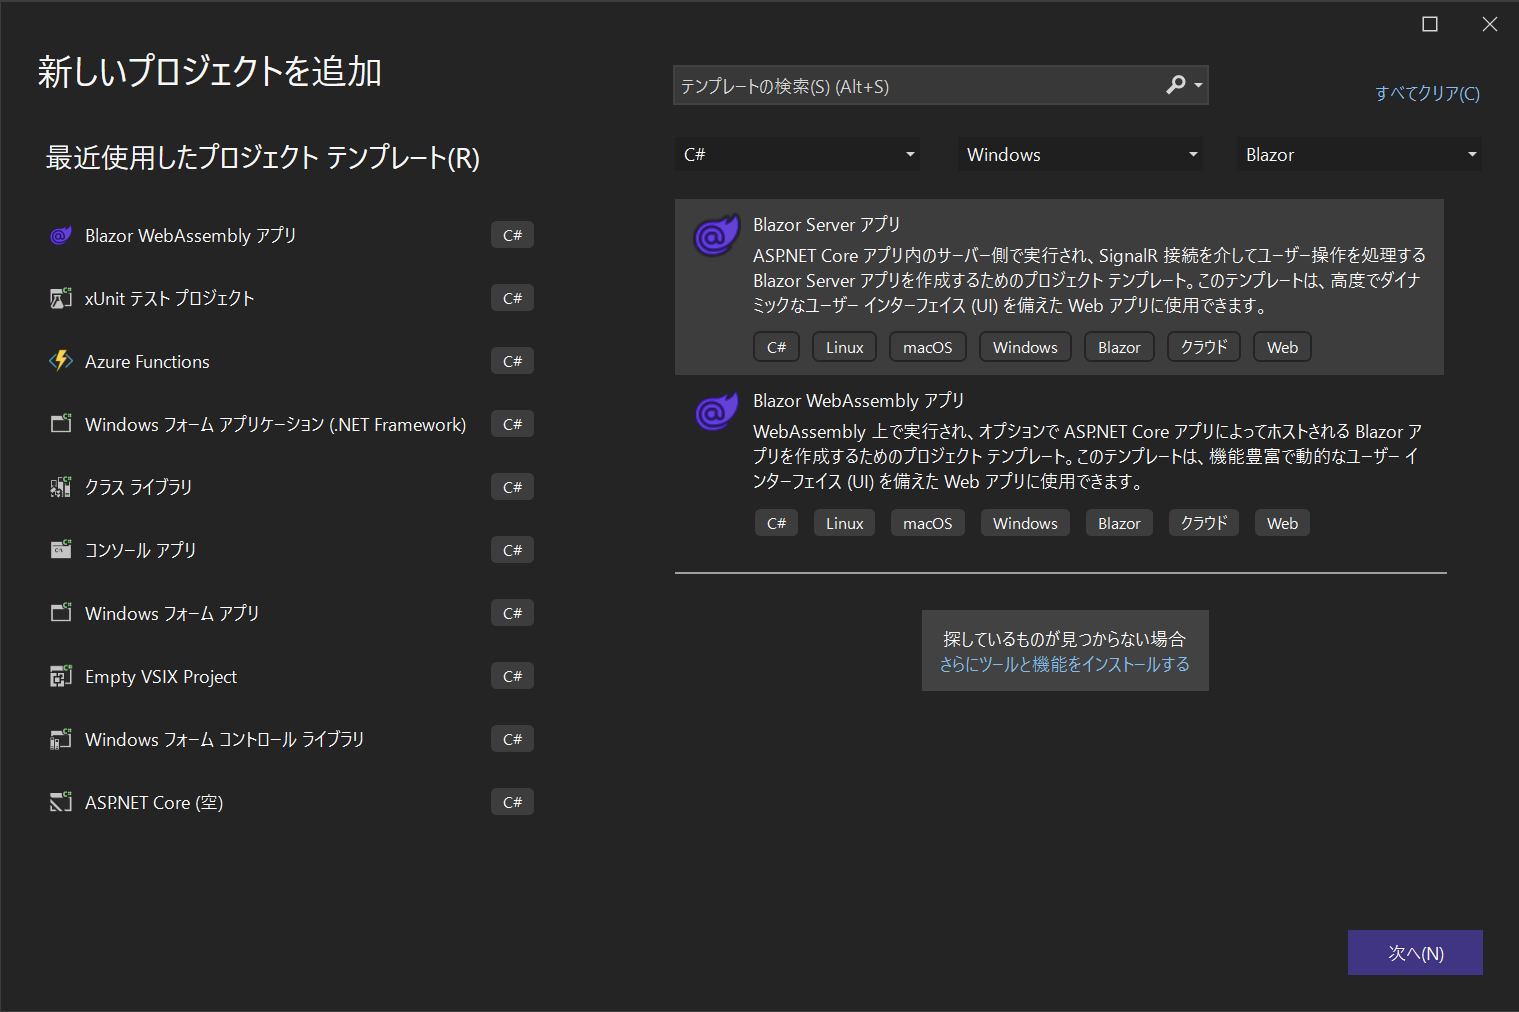 新しいプロジェクトを追加
テンプレートの検索(S) (Alt+S)
すべてクリア(C)
最近使用したプロジェクト テンプレート(R)
C#
Windows
Blazor
Blazor WebAssembly アプリ
C#
xUnit テスト プロジェクト
C#
Azure Functions
C#
Windows フォーム アプリケーション (.NET Framework)
C#
クラス ライブラリ
C#
コンソール アプリ
C#
Windows フォーム アプリ
C#
Empty VSIX Project
C#
Windows フォーム コントロール ライブラリ
C#
ASP.NET Core (空)
C#
Blazor Server アプリ
ASP.NET Core アプリ内のサーバー側で実行され、SignalR 接続を介してユーザー操作を処理する
Blazor Server アプリを作成するためのプロジェクト テンプレート。このテンプレートは、高度でダイナ
ミックなユーザー インターフェイス (UI) を備えた Web アプリに使用できます。
C# Linux macOS Windows Blazor クラウド Web
Blazor WebAssembly アプリ
WebAssembly 上で実行され、オプションで ASP.NET Core アプリによってホストされる Blazor ア
プリを作成するためのプロジェクト テンプレート。このテンプレートは、機能豊富で動的なユーザー イ
ンターフェイス (UI) を備えた Web アプリに使用できます。
C# Linux macOS Windows Blazor クラウド Web
探しているものが見つからない場合
さらにツールと機能をインストールする
次へ(N)